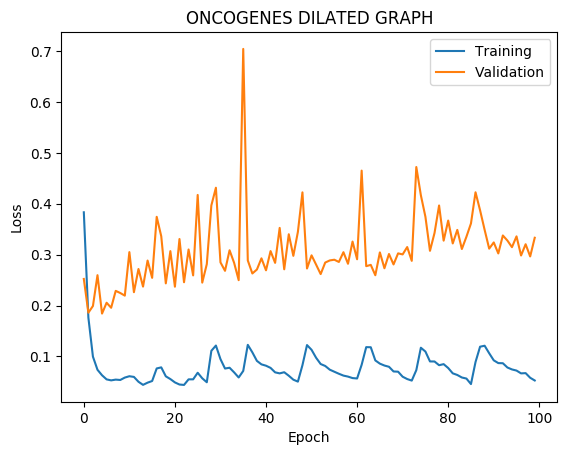 ONCOGENES DILATED GRAPH
Training
Validation
0.7
0.6
0.5
0.4
0.3
0.2
0.1
Loss
0
20
40
60
80
100
Epoch